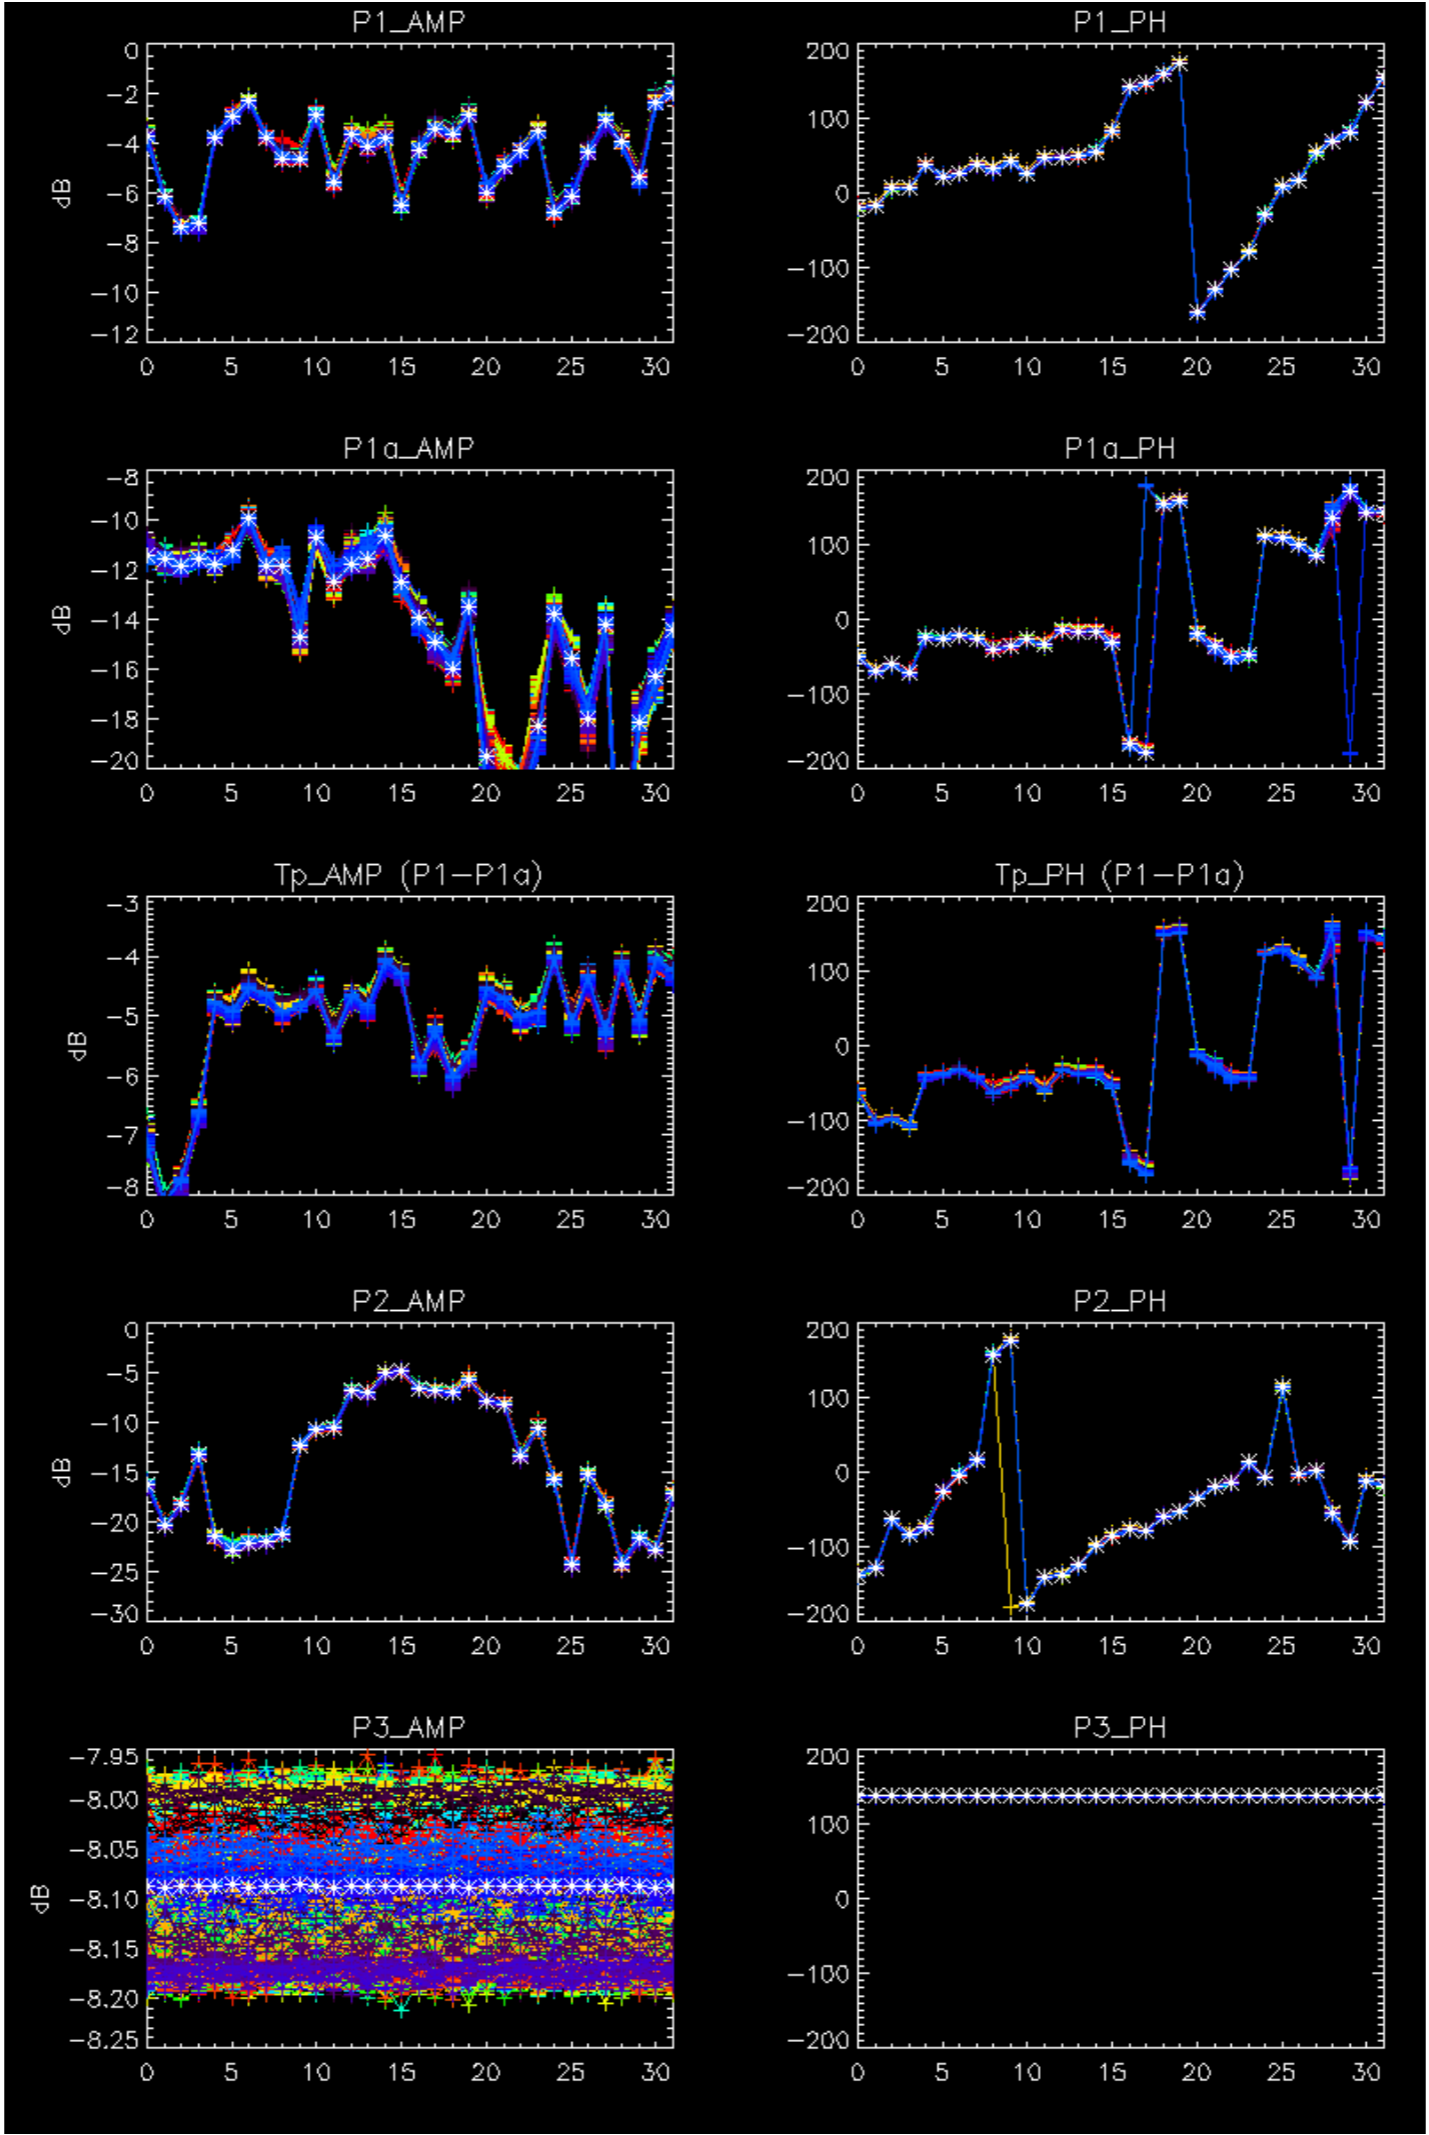 P1_AMP P1_PH
0 200
-2 100
-4 0
dB
-6
-8 -100
-10
-12 -200
0 5 10 15 20 25 30 0 5 10 15 20 25 30
P1a_AMP P1a_PH
-8 200
-10 100
-12
dB
-14 0
-16 -100
-18
-20 -200
0 5 10 15 20 25 30 0 5 10 15 20 25 30
Tp_AMP (P1-P1a) Tp_PH (P1-P1a)
-3 200
-4 100
-5 0
dB
-6
-7 -100
-8 -200
0 5 10 15 20 25 30 0 5 10 15 20 25 30
P2_AMP P2_PH
0 200
-5 100
-10
dB
-15 0
-20 -100
-25
-30 -200
0 5 10 15 20 25 30 0 5 10 15 20 25 30
P3_AMP P3_PH
-7.95 200
-8.00 100
-8.05
dB
-8.10 0
-8.15 -100
-8.20
-8.25 -200
0 5 10 15 20 25 30 0 5 10 15 20 25 30